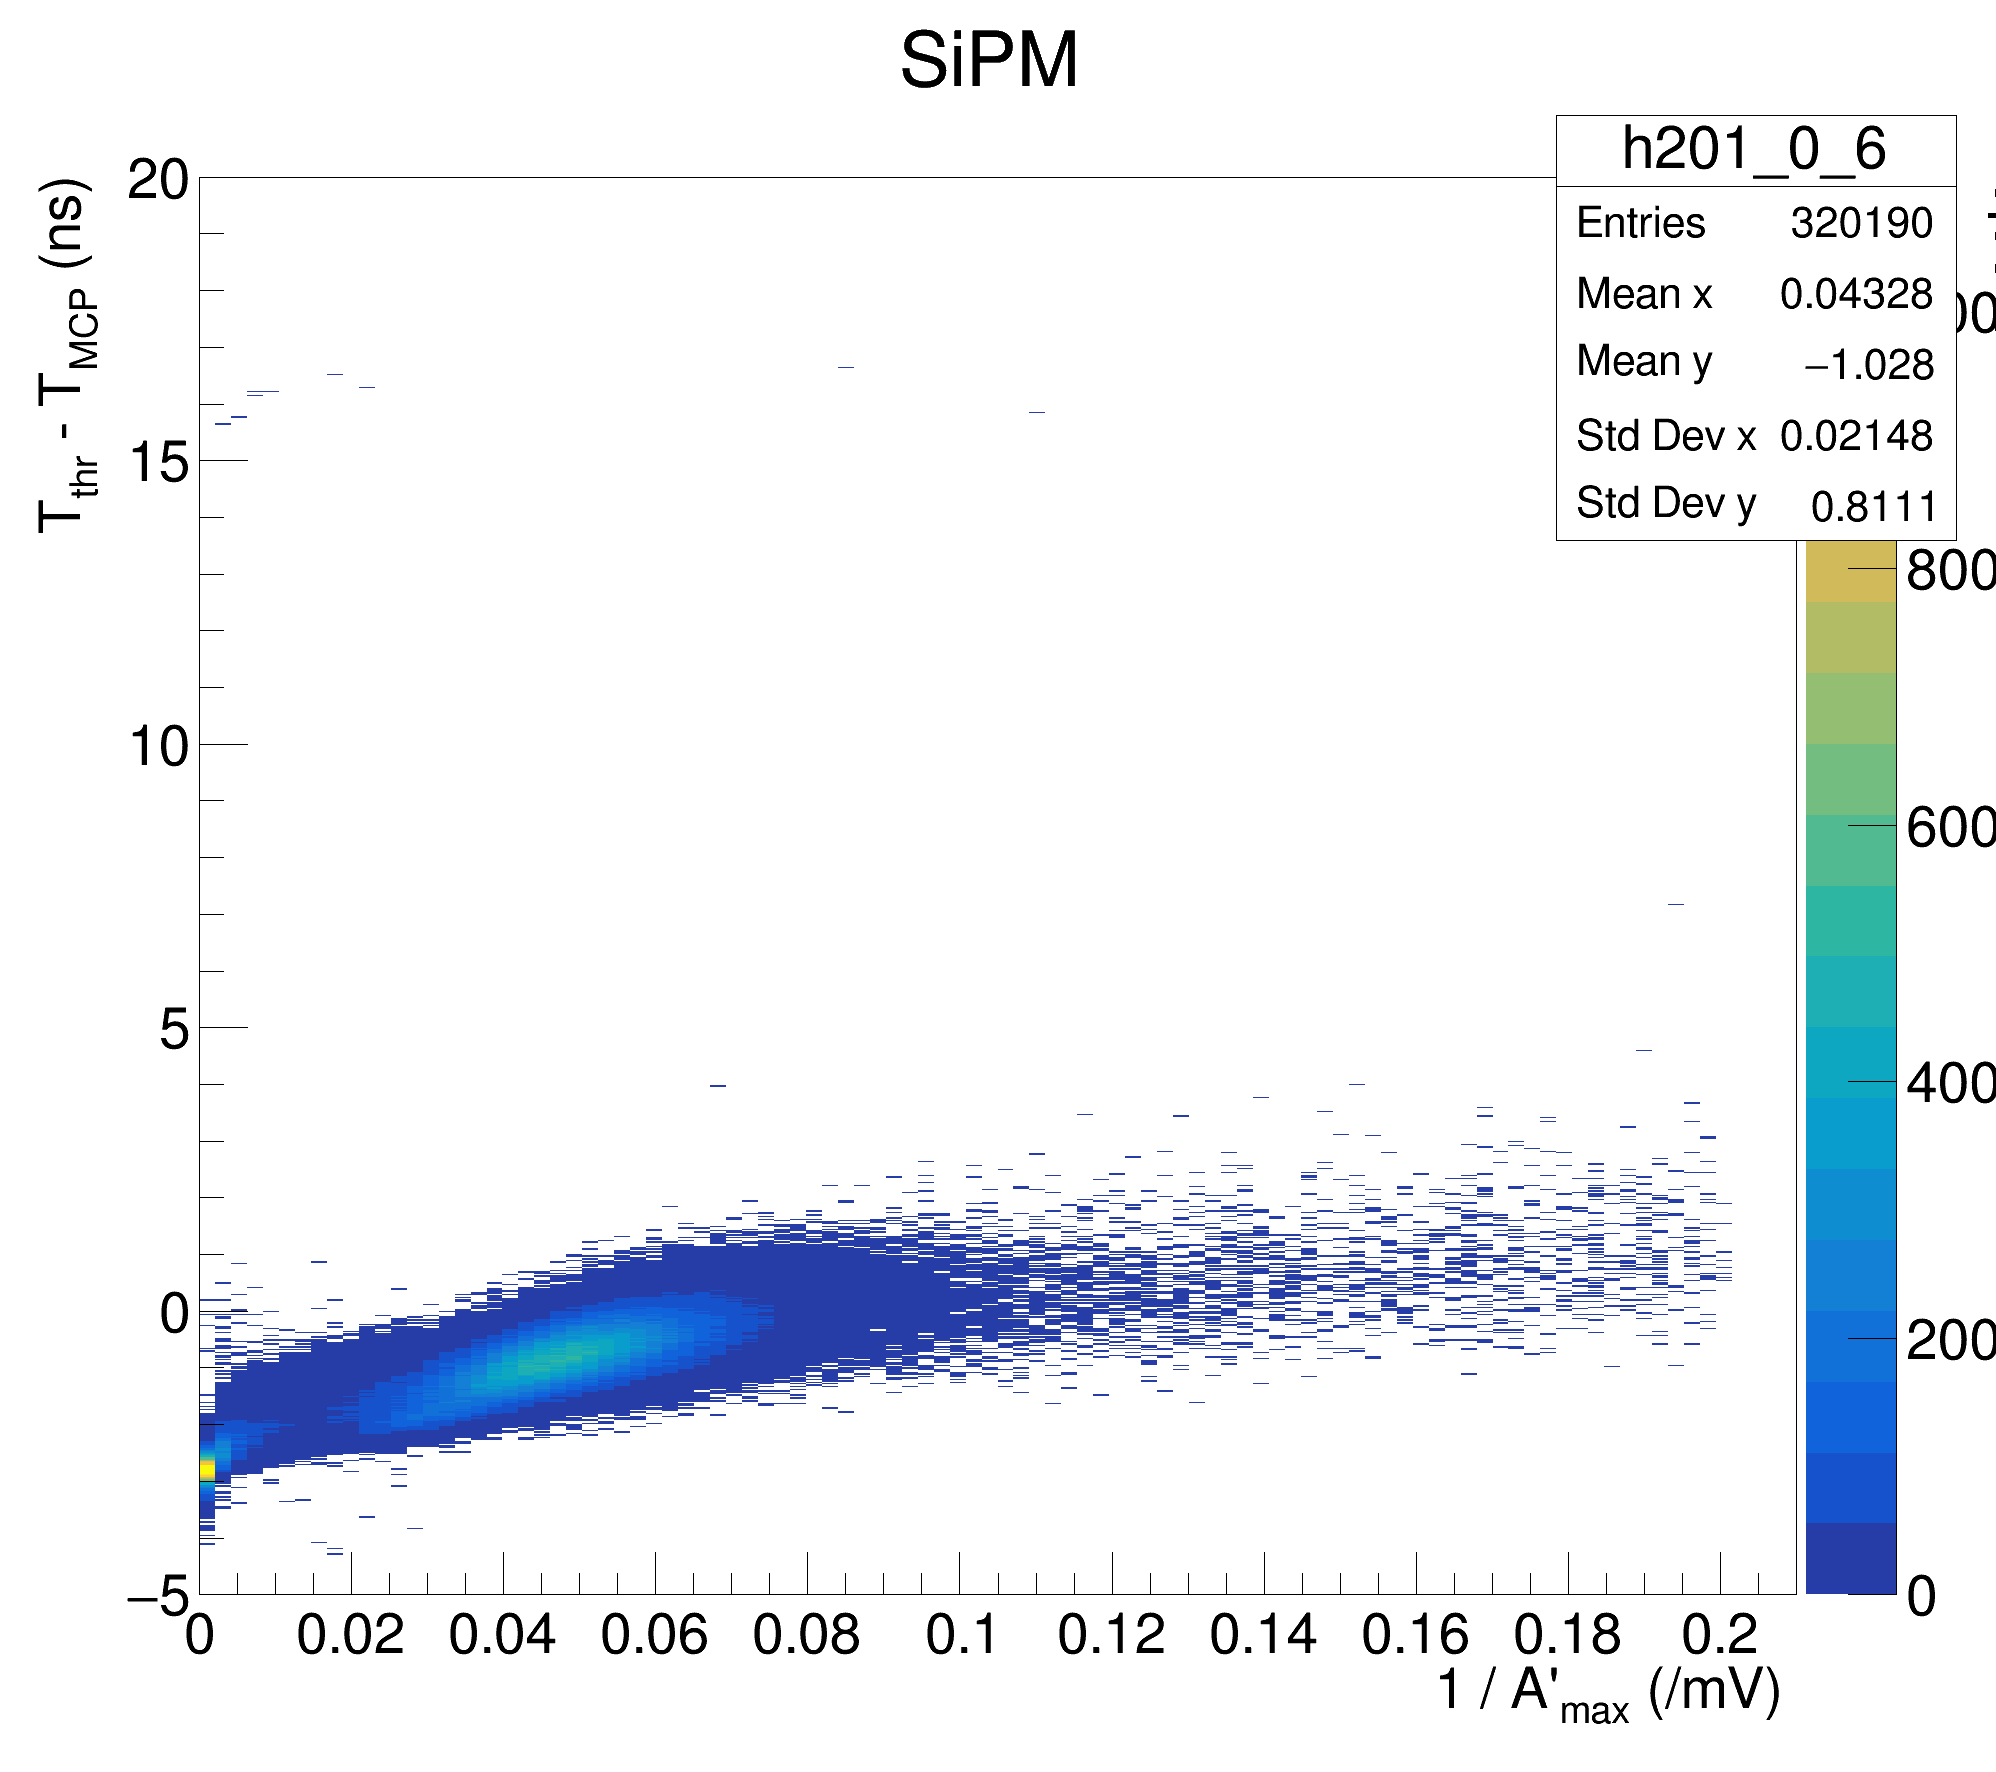 SiPM
h201_0_6
Entries 320190
Mean x 0.04328
Mean y −1.028
Std Dev x 0.02148
Std Dev y 0.8111
T_thr - T_MCP (ns)
20
15
10
5
0
−5
0 0.02 0.04 0.06 0.08 0.1 0.12 0.14 0.16 0.18 0.2
1 / A'_max (/mV)
800
600
400
200
0